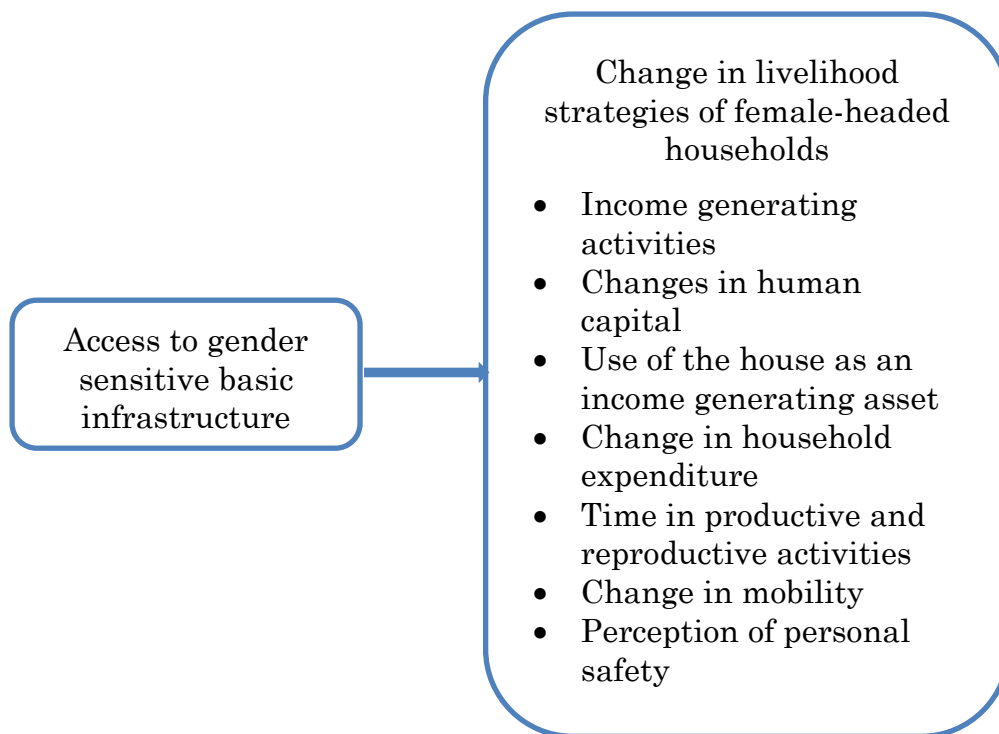 Access to gender
sensitive basic
infrastructure
Change in livelihood
strategies of female-headed
households
• Income generating
activities
• Changes in human
capital
• Use of the house as an
income generating asset
• Change in household
expenditure
• Time in productive and
reproductive activities
• Change in mobility
• Perception of personal
safety